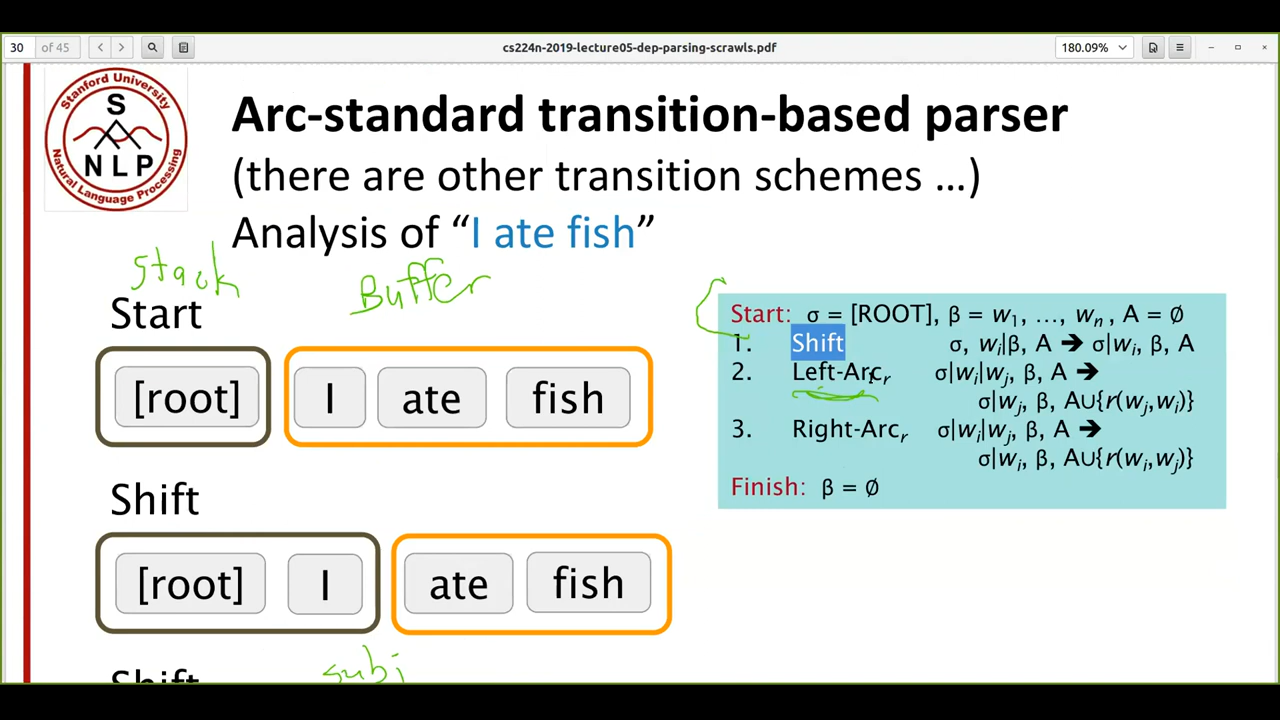 30 of 45
cs224n-2019-lecture05-dep-parsing-scrawls.pdf
180.09%
Stanford University
S
NLP
Natural Language Processing
Arc-standard transition-based parser
(there are other transition schemes …)
Analysis of “I ate fish”
Stack
Buffer
Start
[root] I ate fish
Start: σ = [ROOT], β = w1, …, wn , A = ∅
1. Shift σ, wi|β, A ➔ σ|wi, β, A
2. Left-Arcr σ|wi|wj, β, A ➔
σ|wj, β, A∪{r(wj,wi)}
3. Right-Arcr σ|wi|wj, β, A ➔
σ|wi, β, A∪{r(wi,wj)}
Finish: β = ∅
Shift
[root] I ate fish
subj
Shift